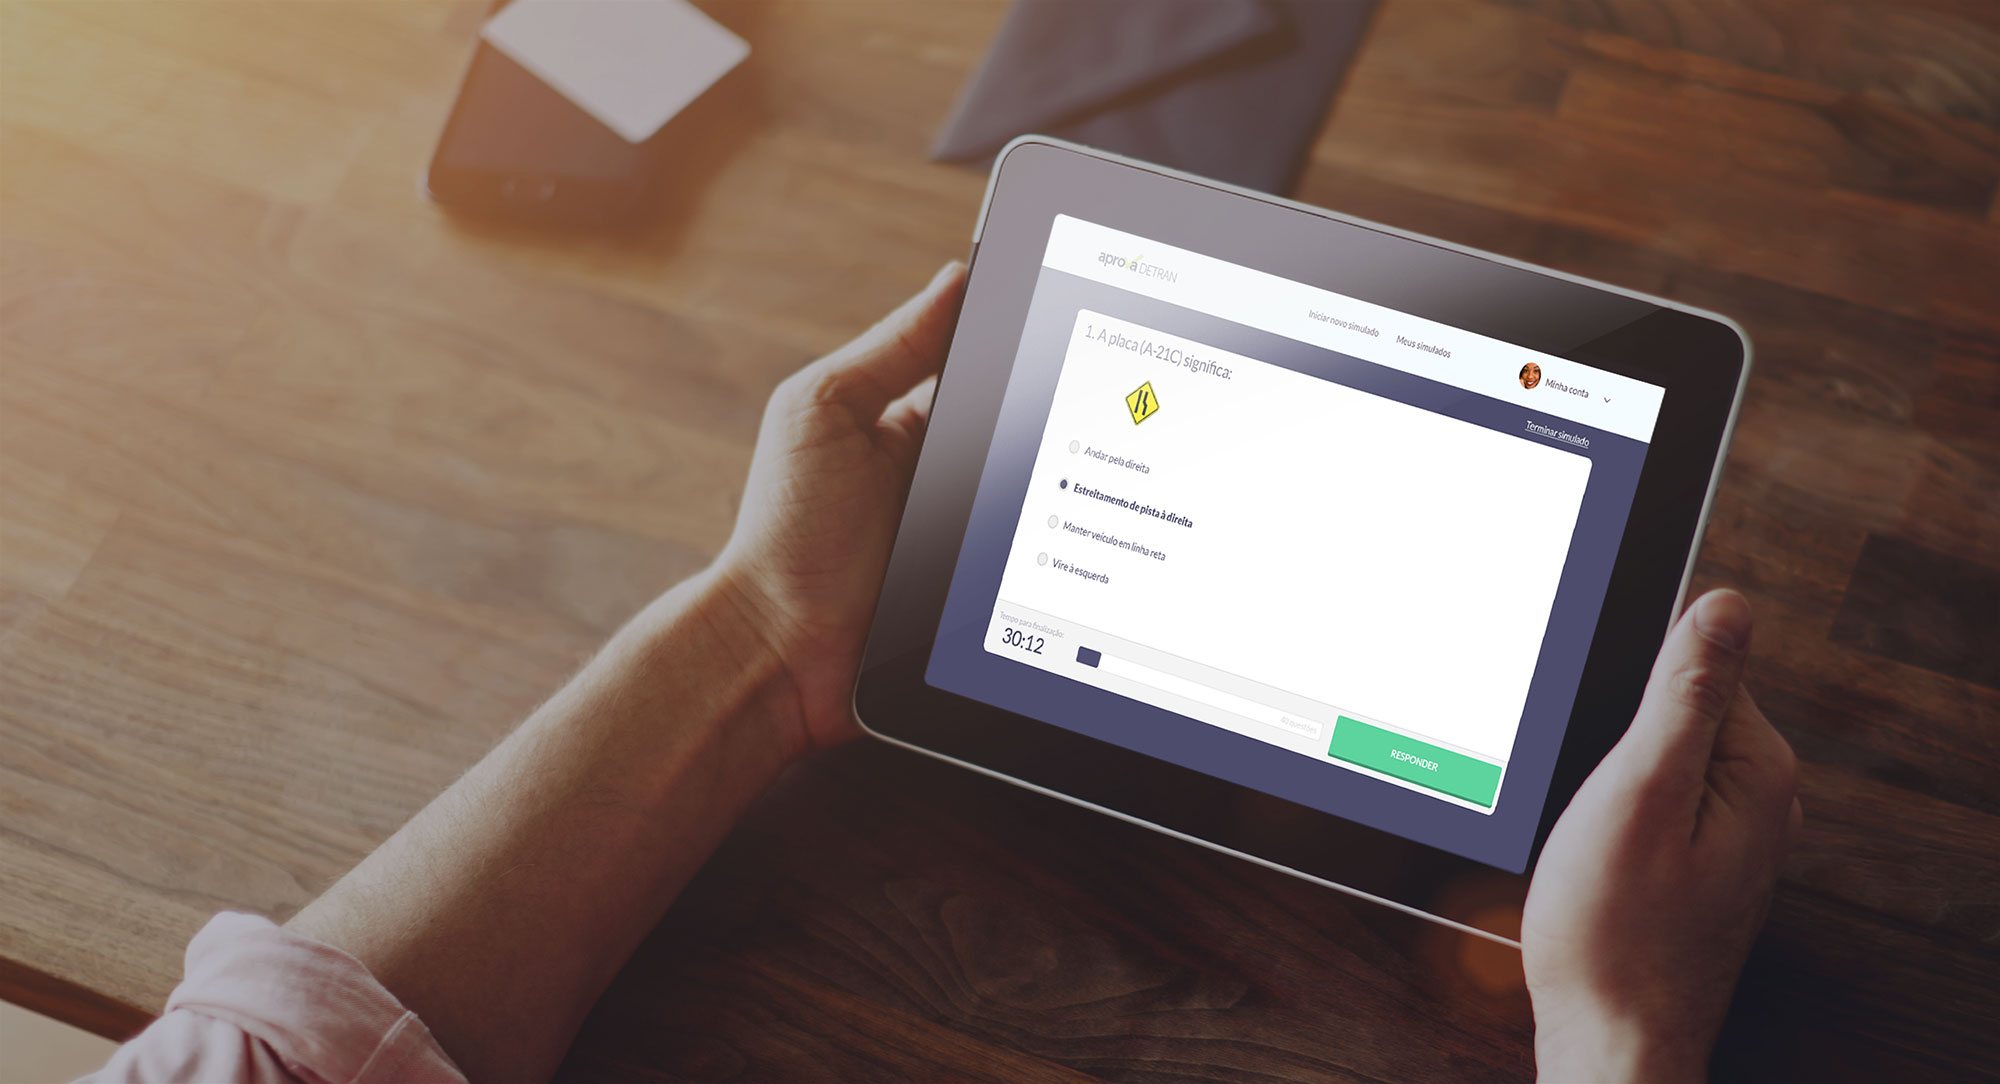 aprova DETRAN
Iniciar novo simulado
Meus simulados
Minha conta
Terminar simulado
1. A placa (A-21C) significa:
Andar pela direita
Estreitamento de pista à direita
Manter veículo em linha reta
Vire à esquerda
Tempo para finalização:
30:12
40 questões
RESPONDER